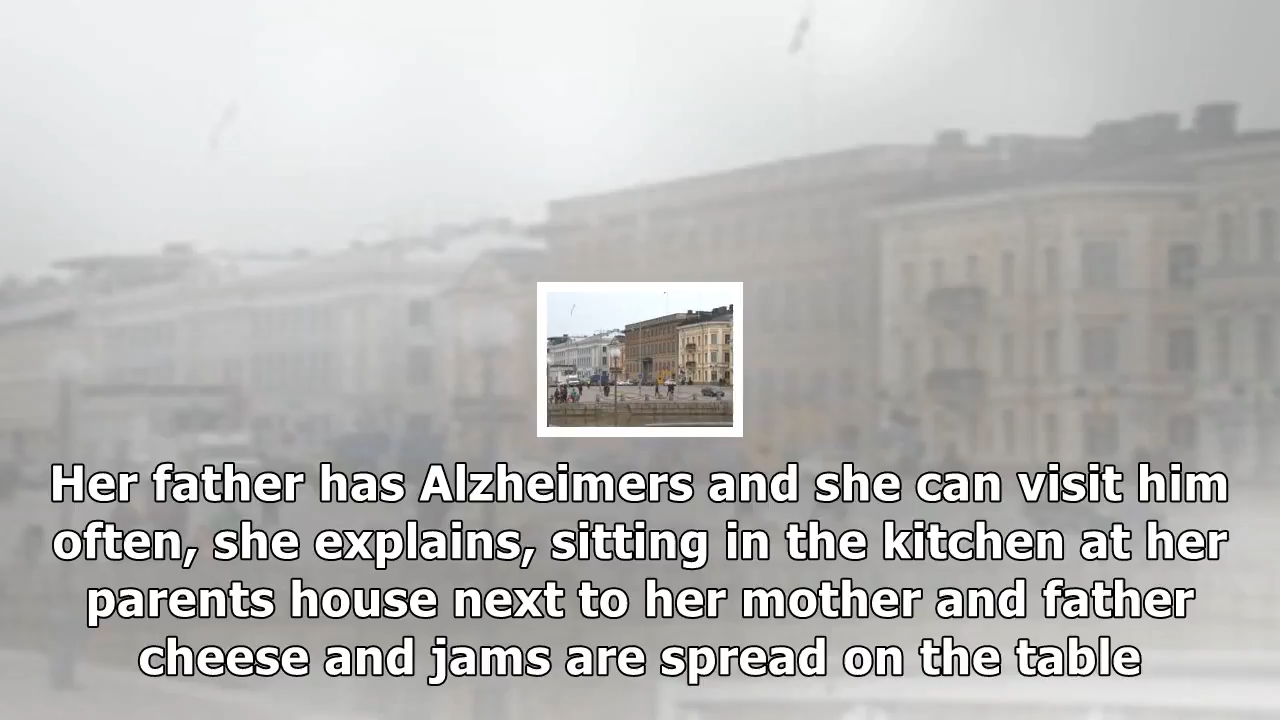 Her father has Alzheimers and she can visit him
often, she explains, sitting in the kitchen at her
parents house next to her mother and father
cheese and jams are spread on the table